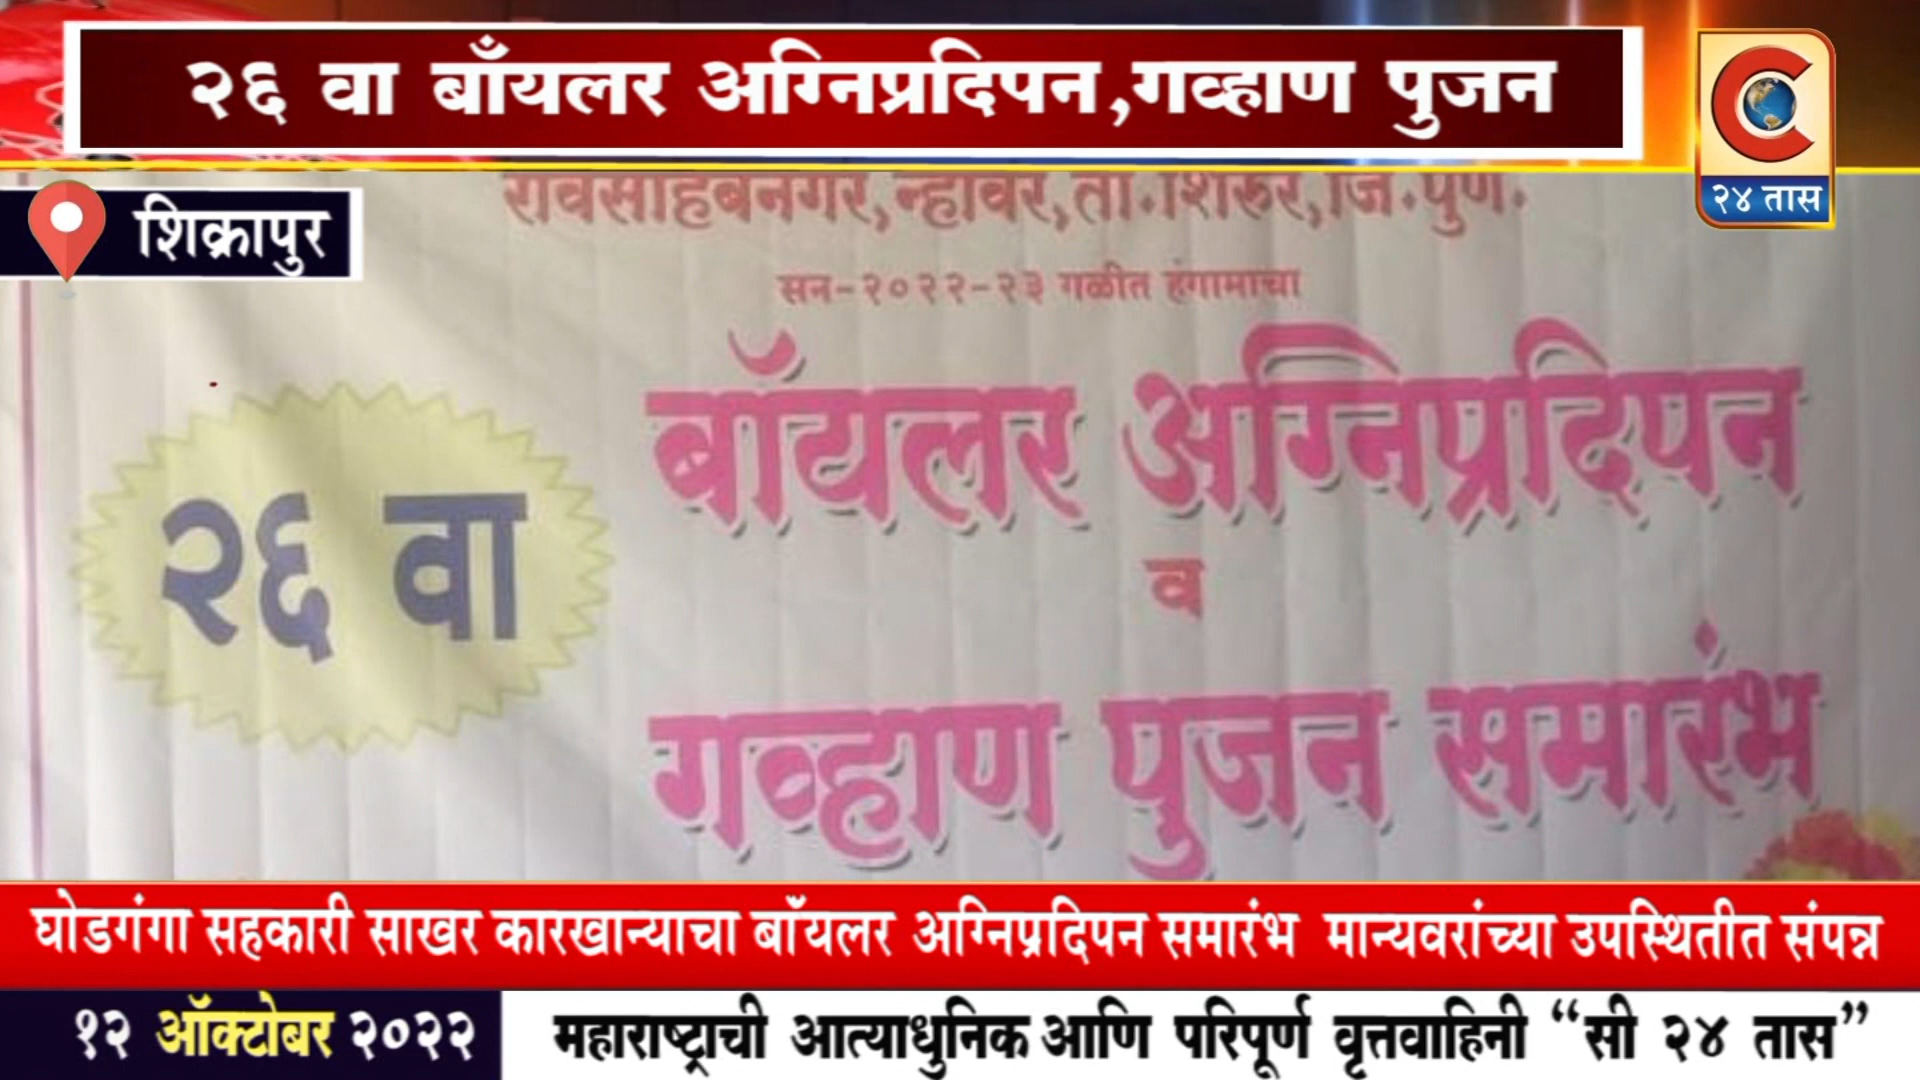 २६ वा बाँयलर अग्निप्रदिपन,गव्हाण पुजन
२४ तास
शिक्रापुर
रावसाहेबनगर,न्हावरे,ता.शिरुर,जि.पुणे.
सन-२०२२-२३ गळीत हंगामाचा
२६ वा
बॉयलर अग्निप्रदिपन
व
गव्हाण पुजन समारंभ
घोडगंगा सहकारी साखर कारखान्याचा बाँयलर अग्निप्रदिपन समारंभ मान्यवरांच्या उपस्थितीत संपन्न
१२ ऑक्टोबर २०२२
महाराष्ट्राची आत्याधुनिक आणि परिपूर्ण वृत्तवाहिनी “सी २४ तास”